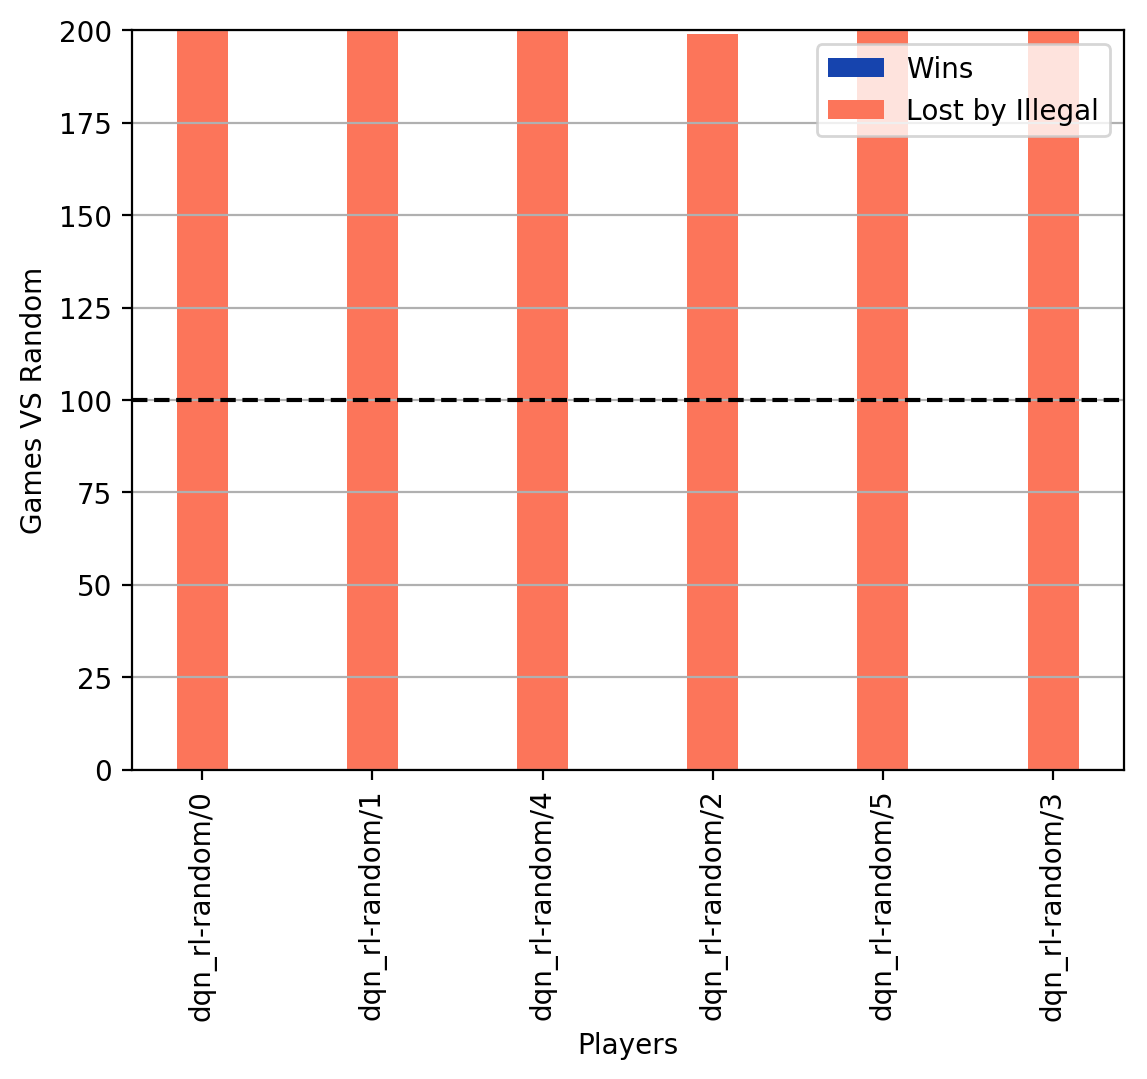 200
175
150
125
100
75
50
25
0
Games VS Random
Wins
Lost by Illegal
dqn_rl-random/0
dqn_rl-random/1
dqn_rl-random/4
dqn_rl-random/2
dqn_rl-random/5
dqn_rl-random/3
Players